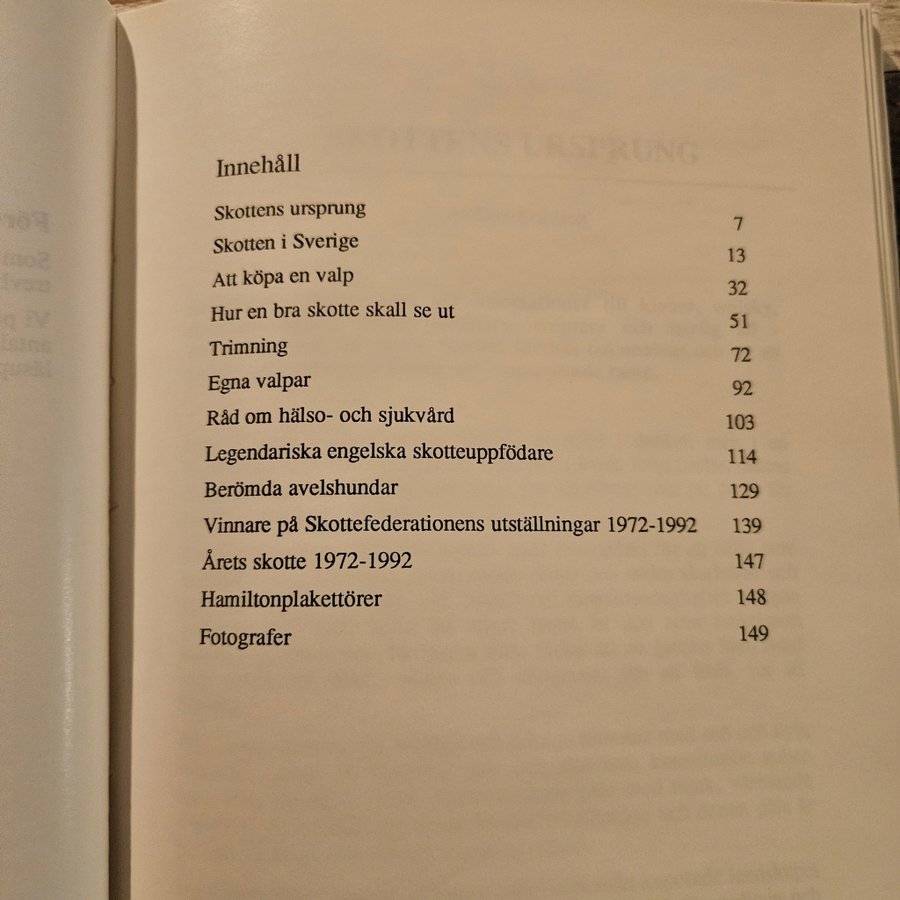 Innehåll
Skottens ursprung 7
Skotten i Sverige 13
Att köpa en valp 32
Hur en bra skotte skall se ut 51
Trimning 72
Egna valpar 92
Råd om hälso- och sjukvård 103
Legendariska engelska skotteuppfödare 114
Berömda avelshundar 129
Vinnare på Skottefederationens utställningar 1972-1992 139
Årets skotte 1972-1992 147
Hamiltonplakettörer 148
Fotografer 149